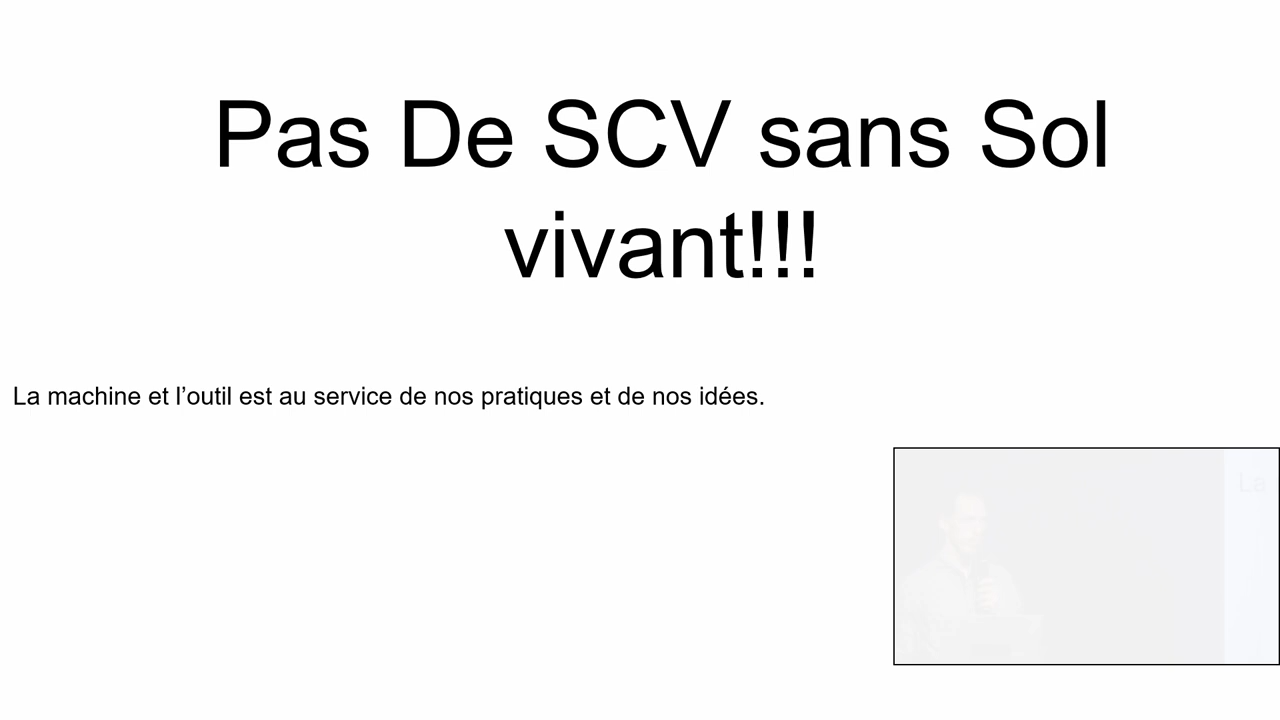 Pas De SCV sans Sol
vivant!!!
La machine et l’outil est au service de nos pratiques et de nos idées.
La